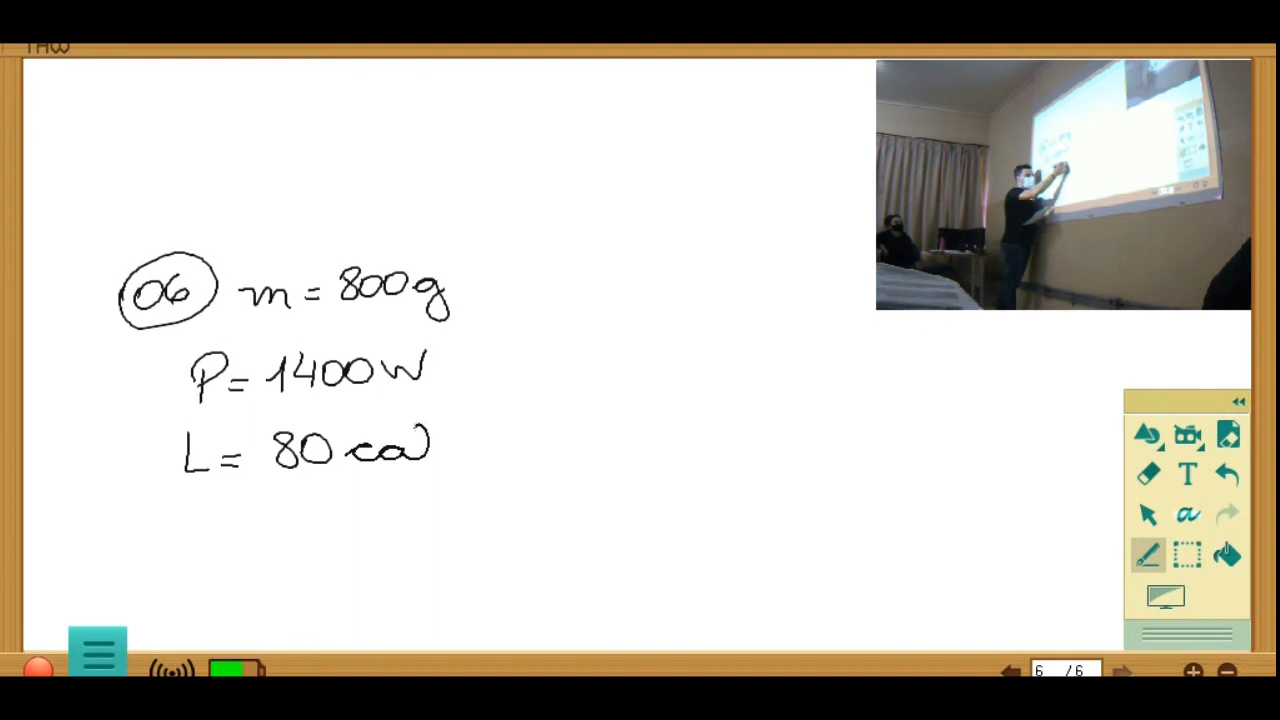 06 m = 800g
P = 1400W
L = 80 cal
T
a
6 /6